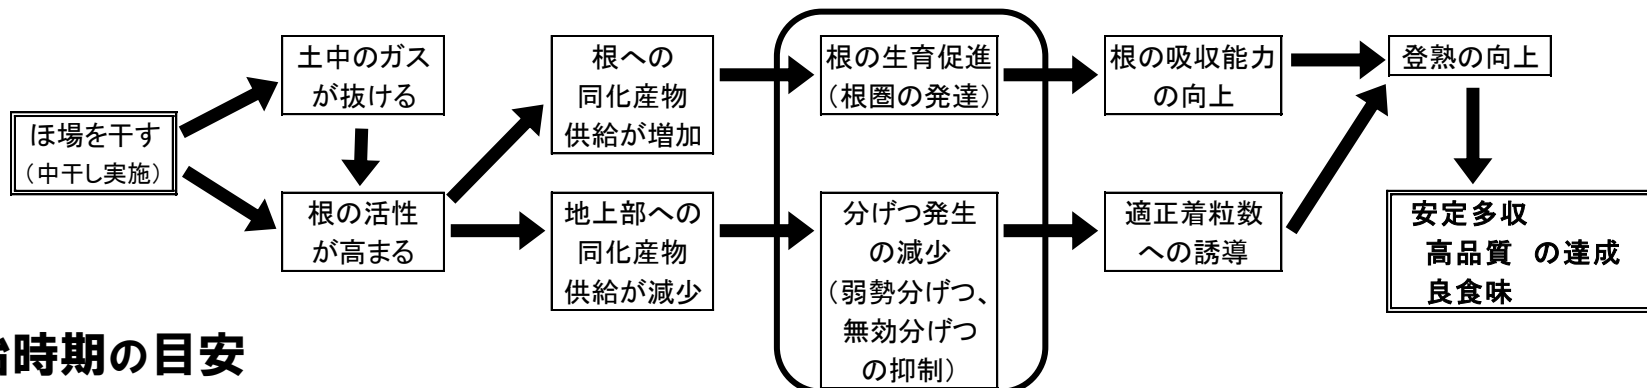 ほ場を干す
（中干し実施）
土中のガス
が抜ける
根の活性
が高まる
根への
同化産物
供給が増加
地上部への
同化産物
供給が減少
根の生育促進
（根圏の発達）
分げつ発生
の減少
（弱勢分げつ、
無効分げつ
の抑制）
根の吸収能力
の向上
適正着粒数
への誘導
登熟の向上
安定多収
高品質 の達成
良食味
時期の目安